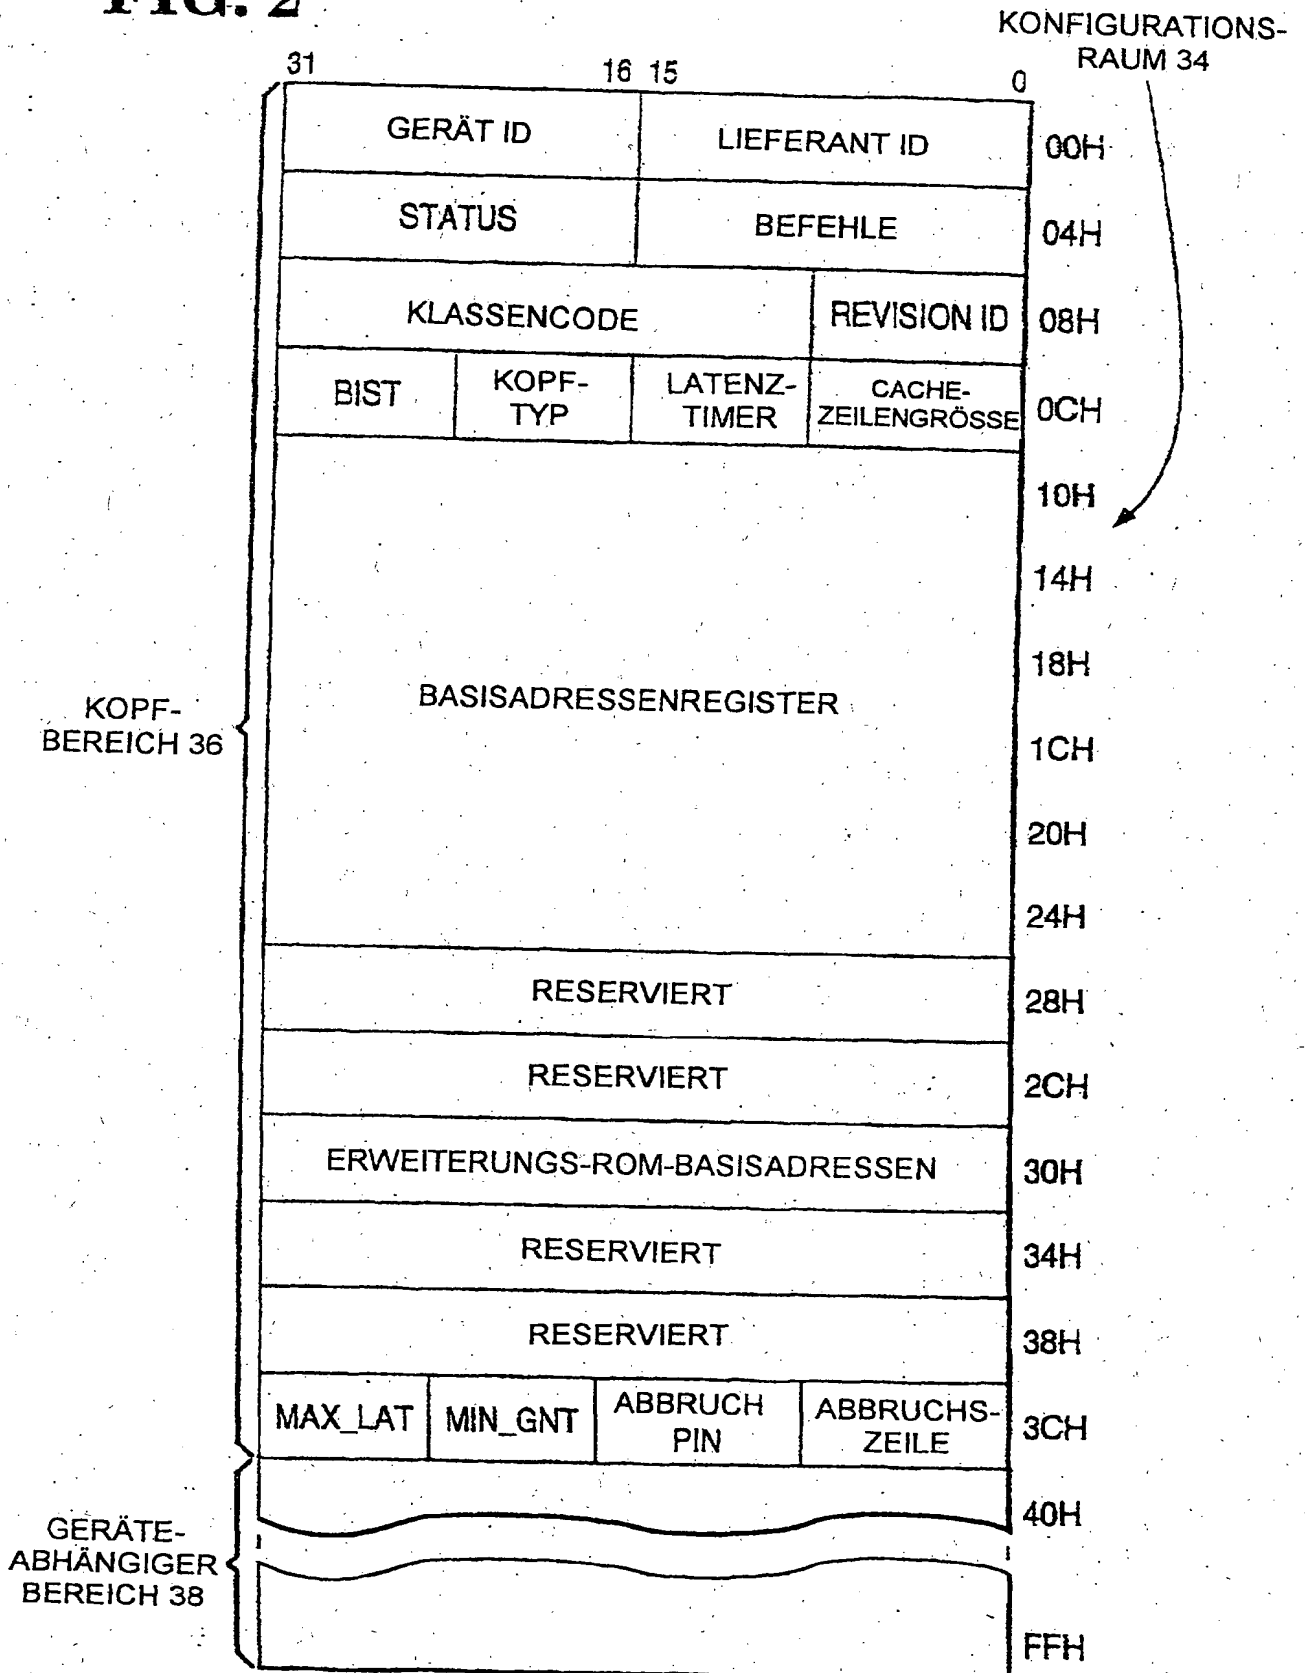 FIG. 2
KONFIGURATIONS-
RAUM 34
31 16 15 0
GERÄT ID LIEFERANT ID 00H
STATUS BEFEHLE 04H
KLASSENCODE REVISION ID 08H
BIST KOPF-
TYP LATENZ-
TIMER CACHE-
ZEILENGRÖSSE 0CH
10H
14H
18H
BASISADRESSENREGISTER
KOPF-
BEREICH 36
1CH
20H
24H
RESERVIERT 28H
RESERVIERT 2CH
ERWEITERUNGS-ROM-BASISADRESSEN 30H
RESERVIERT 34H
RESERVIERT 38H
MAX_LAT MIN_GNT ABBRUCH
PIN ABBRUCHS-
ZEILE 3CH
40H
GERÄTE-
ABHÄNGIGER
BEREICH 38
FFH